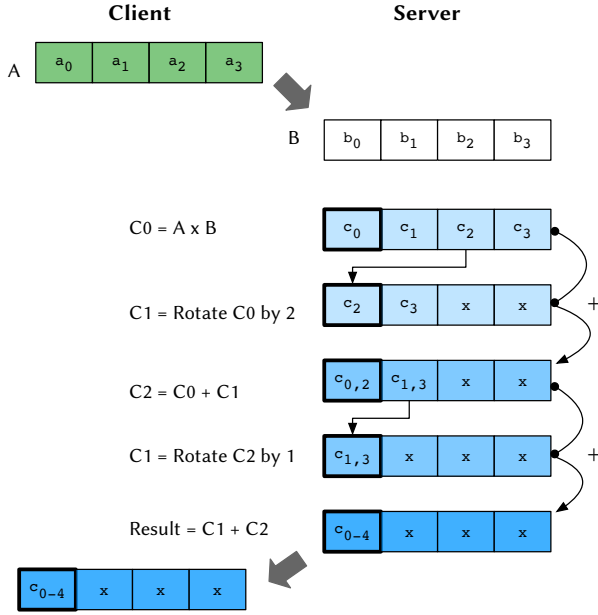 Client Server
A a0 a1 a2 a3
B b0 b1 b2 b3
C0 = A x B c0 c1 c2 c3
C1 = Rotate C0 by 2 c2 c3 x x +
C2 = C0 + C1 c0,2 c1,3 x x
C1 = Rotate C2 by 1 c1,3 x x x +
Result = C1 + C2 c0-4 x x x
c0-4 x x x